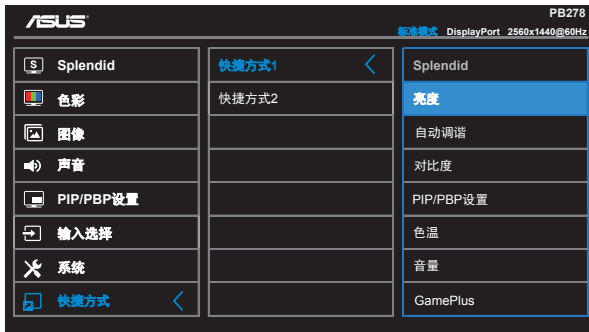 ASUS
PB278
标准模式 DisplayPort 2560x1440@60Hz
S Splendid
色彩
图像
声音
PIP/PBP设置
输入选择
系统
快捷方式
快捷方式1
快捷方式2
Splendid
亮度
自动调谐
对比度
PIP/PBP设置
色温
音量
GamePlus